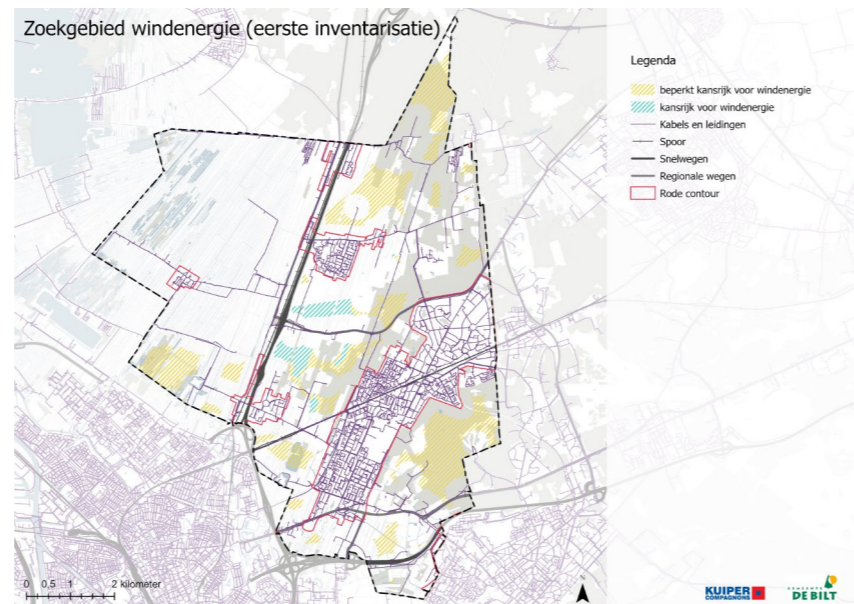 Zoekgebied windenergie (eerste inventarisatie)
Legenda
beperkt kansrijk voor windenergie
kansrijk voor windenergie
Kabels en leidingen
Spoor
Snelwegen
Regionale wegen
Rode contour
0 0,5 1 2 kilometer
KUIPER
COMPAGNONS
GEMEENTE
DE BILT